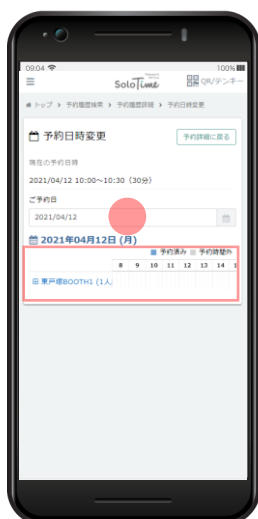 09:04 100%
SoloTime QR/テンキー
トップ > 予約履歴検索 > 予約履歴詳細 > 予約日時変更
予約日時変更 予約詳細に戻る
現在の予約日時
2021/04/12 10:00～10:30（30分）
ご予約日
2021/04/12
2021年04月12日 (月)
予約済み 予約時間外
8 9 10 11 12 13 14 1
東戸塚BOOTH1 (1人